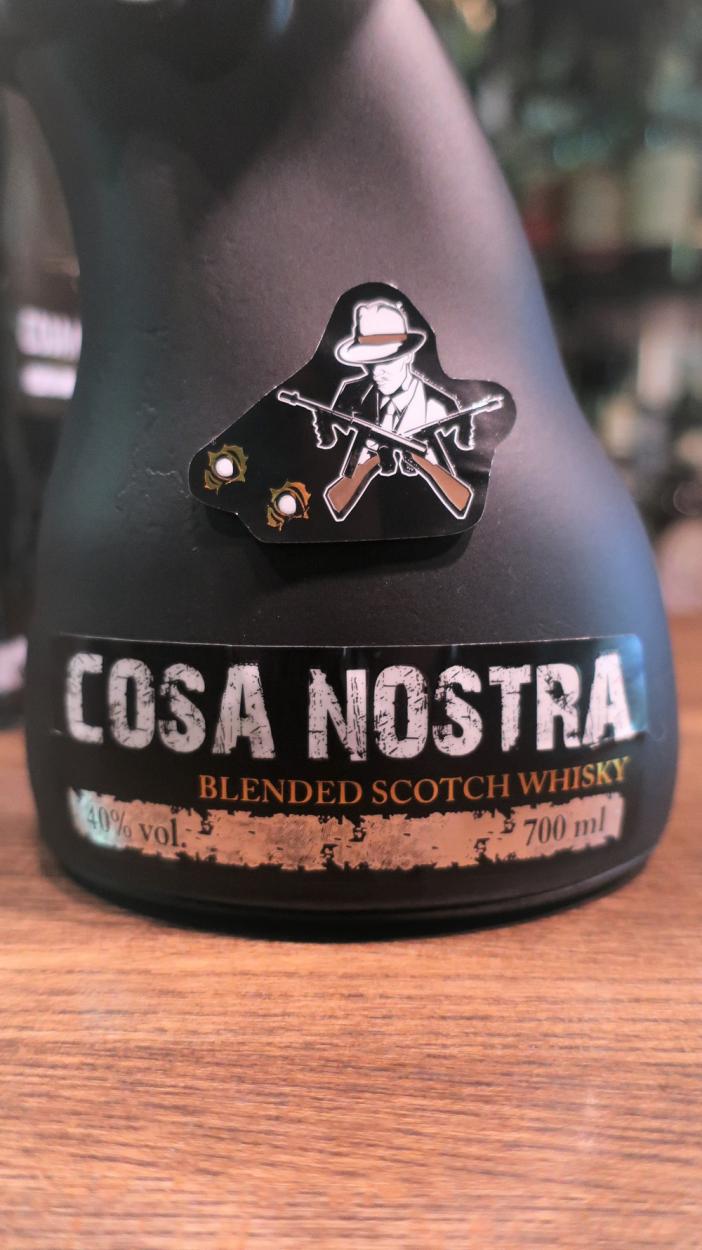 COSA NOSTRA
BLENDED SCOTCH WHISKY
40% vol.
700 ml